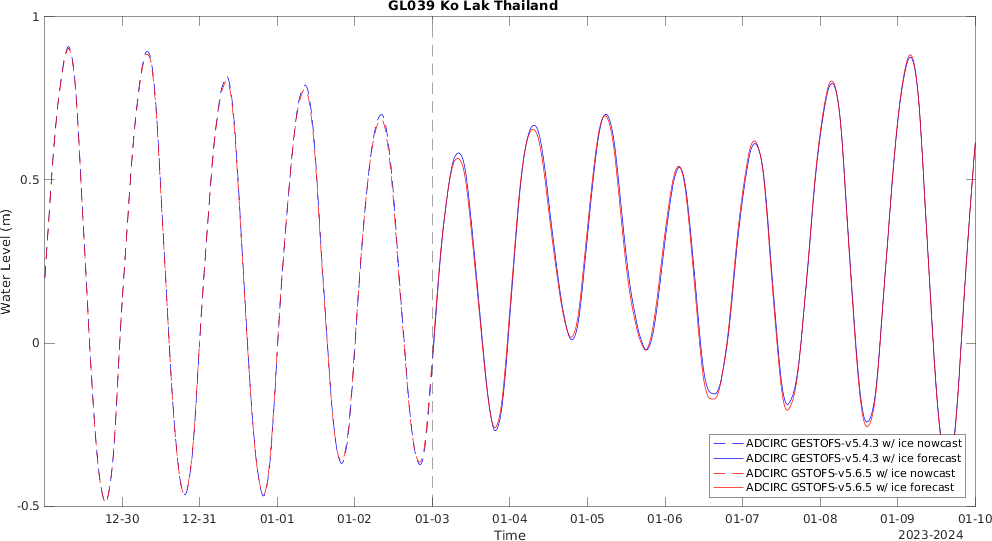 GL039 Ko Lak Thailand
1
0.5
0
-0.5
Water Level (m)
12-30 12-31 01-01 01-02 01-03 01-04 01-05 01-06 01-07 01-08 01-09 01-10
Time
2023-2024
ADCIRC GESTOFS-v5.4.3 w/ ice nowcast
ADCIRC GESTOFS-v5.4.3 w/ ice forecast
ADCIRC GSTOFS-v5.6.5 w/ ice nowcast
ADCIRC GSTOFS-v5.6.5 w/ ice forecast